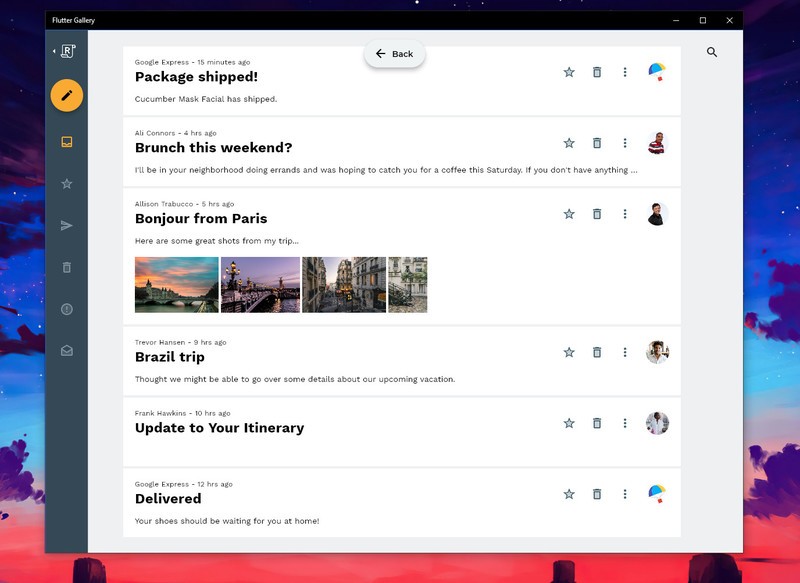 Flutter Gallery
R
Back
Google Express - 15 minutes ago
Package shipped!
Cucumber Mask Facial has shipped.
Ali Connors - 4 hrs ago
Brunch this weekend?
I'll be in your neighborhood doing errands and was hoping to catch you for a coffee this Saturday. If you don't have anything ...
Allison Trabucco - 5 hrs ago
Bonjour from Paris
Here are some great shots from my trip...
Trevor Hansen - 9 hrs ago
Brazil trip
Thought we might be able to go over some details about our upcoming vacation.
Frank Hawkins - 10 hrs ago
Update to Your Itinerary
Google Express - 12 hrs ago
Delivered
Your shoes should be waiting for you at home!